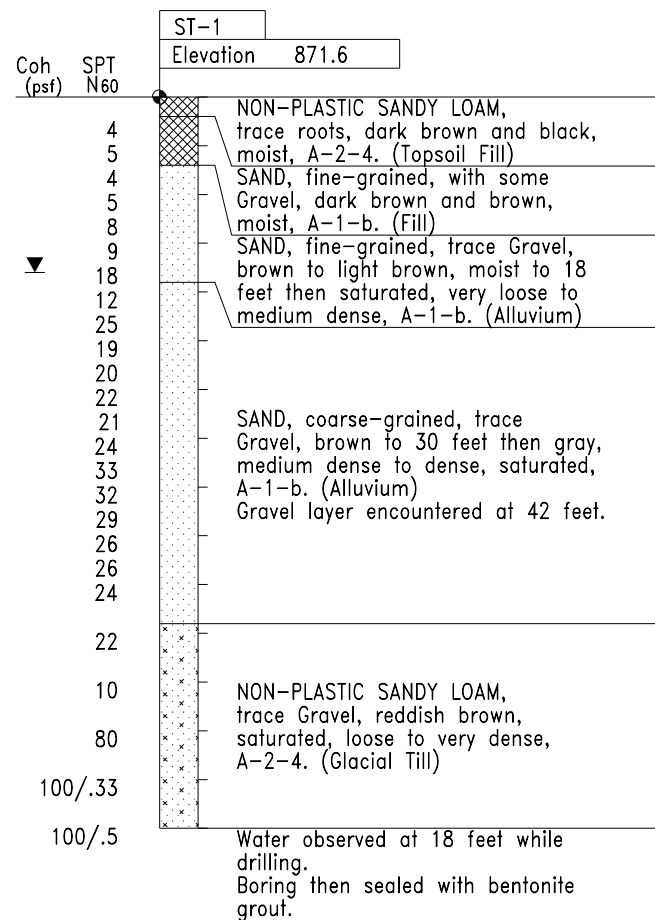 ST-1
Elevation 871.6
Coh SPT
(psf) N60
4
5
4
5
8
9
18
12
25
19
20
22
21
24
33
32
29
26
26
24
22
10
80
100/.33
100/.5
NON-PLASTIC SANDY LOAM,
trace roots, dark brown and black,
moist, A-2-4. (Topsoil Fill)
SAND, fine-grained, with some
Gravel, dark brown and brown,
moist, A-1-b. (Fill)
SAND, fine-grained, trace Gravel,
brown to light brown, moist to 18
feet then saturated, very loose to
medium dense, A-1-b. (Alluvium)
SAND, coarse-grained, trace
Gravel, brown to 30 feet then gray,
medium dense to dense, saturated,
A-1-b. (Alluvium)
Gravel layer encountered at 42 feet.
NON-PLASTIC SANDY LOAM,
trace Gravel, reddish brown,
saturated, loose to very dense,
A-2-4. (Glacial Till)
Water observed at 18 feet while
drilling.
Boring then sealed with bentonite
grout.